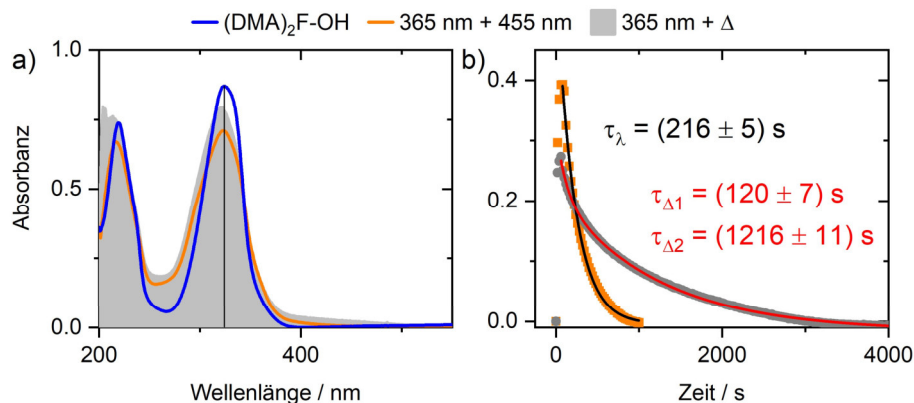 (DMA)₂F-OH 365 nm + 455 nm 365 nm + Δ
a)
1.0
0.5
0.0
Absorbanz
200 400
Wellenlänge / nm
b)
0.4
0.2
0.0
τλ = (216 ± 5) s
τΔ1 = (120 ± 7) s
τΔ2 = (1216 ± 11) s
0 2000 4000
Zeit / s